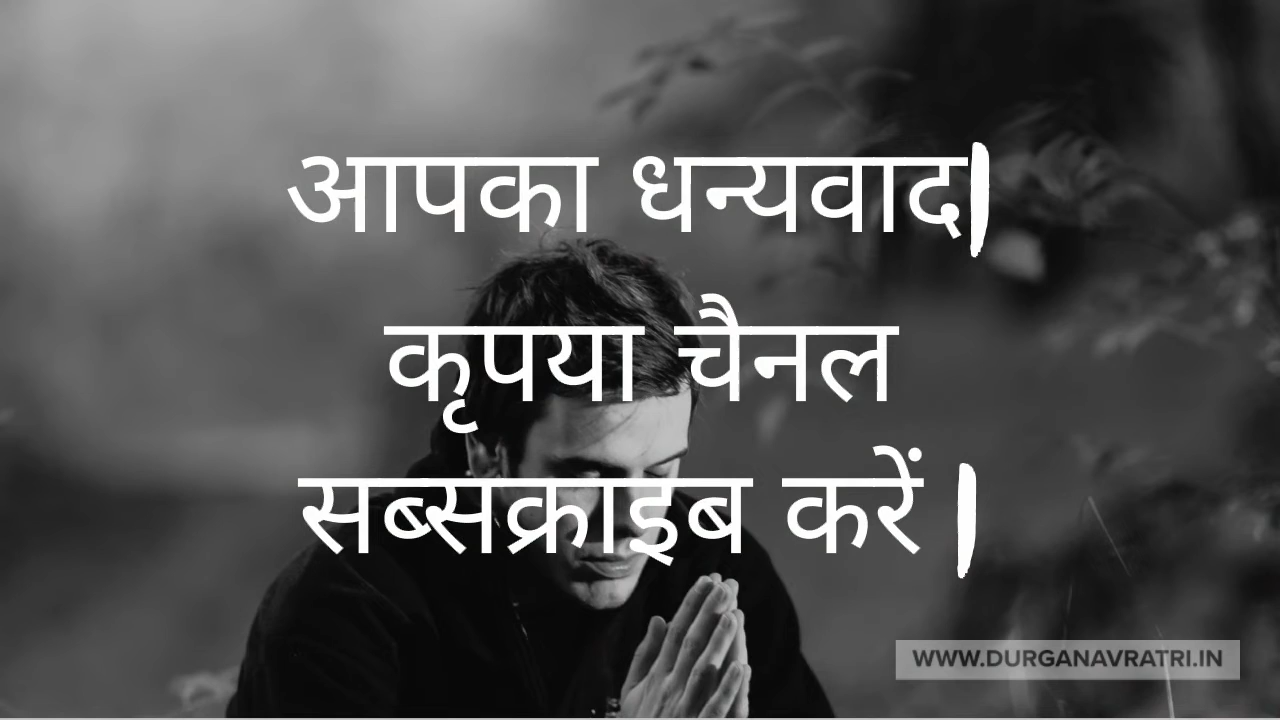 आपका धन्यवाद।
कृपया चैनल
सब्सक्राइब करें ।
WWW.DURGANAVRATRI.IN